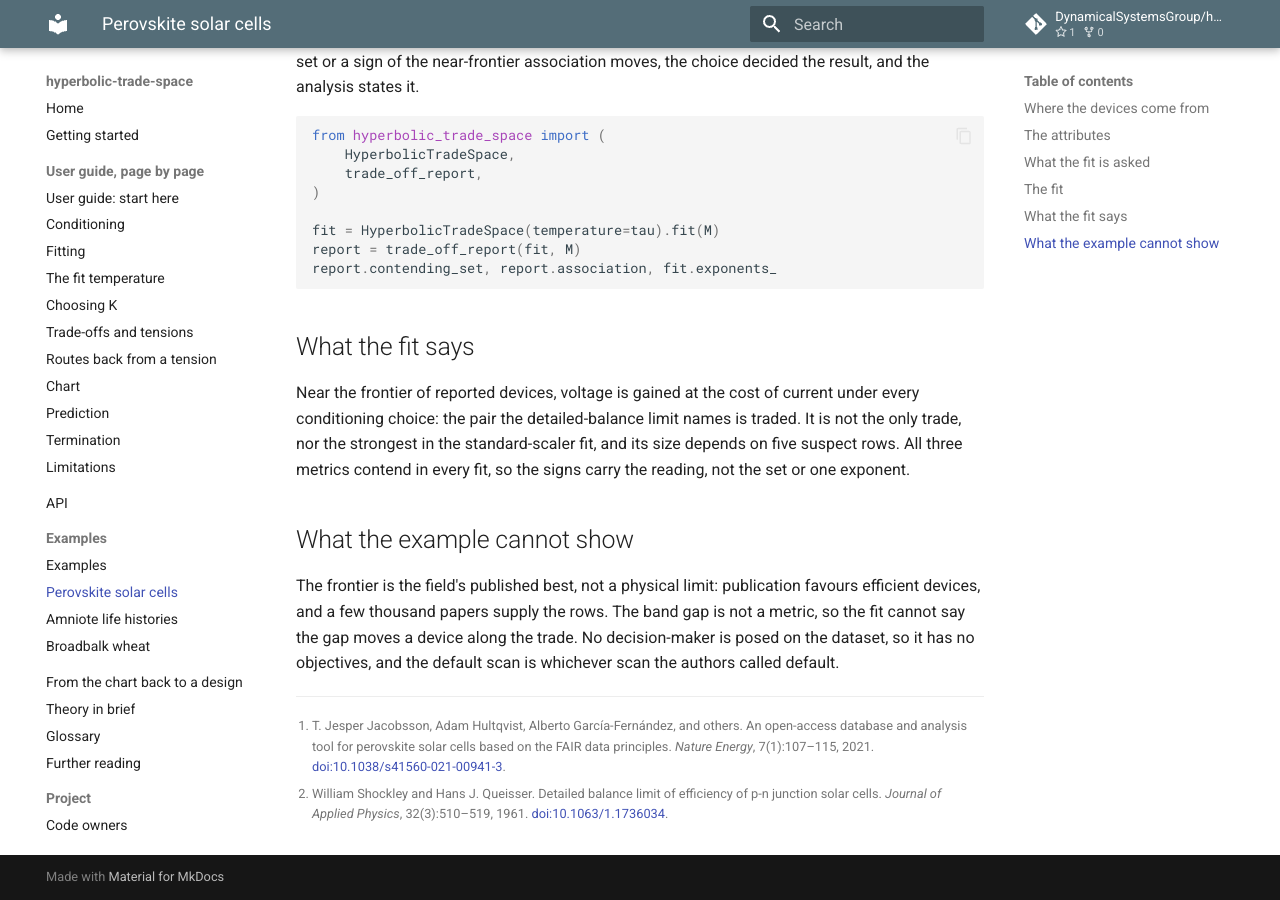 Perovskite solar cells
Search
DynamicalSystemsGroup/h…
1 0
hyperbolic-trade-space
Home
Getting started
User guide, page by page
User guide: start here
Conditioning
Fitting
The fit temperature
Choosing K
Trade-offs and tensions
Routes back from a tension
Chart
Prediction
Termination
Limitations
API
Examples
Examples
Perovskite solar cells
Amniote life histories
Broadbalk wheat
From the chart back to a design
Theory in brief
Glossary
Further reading
Project
Code owners
set or a sign of the near-frontier association moves, the choice decided the result, and the
analysis states it.
from hyperbolic_trade_space import (
    HyperbolicTradeSpace,
    trade_off_report,
)
fit = HyperbolicTradeSpace(temperature=tau).fit(M)
report = trade_off_report(fit, M)
report.contending_set, report.association, fit.exponents_
What the fit says
Near the frontier of reported devices, voltage is gained at the cost of current under every
conditioning choice: the pair the detailed-balance limit names is traded. It is not the only trade,
nor the strongest in the standard-scaler fit, and its size depends on five suspect rows. All three
metrics contend in every fit, so the signs carry the reading, not the set or one exponent.
What the example cannot show
The frontier is the field's published best, not a physical limit: publication favours efficient devices,
and a few thousand papers supply the rows. The band gap is not a metric, so the fit cannot say
the gap moves a device along the trade. No decision-maker is posed on the dataset, so it has no
objectives, and the default scan is whichever scan the authors called default.
1. T. Jesper Jacobsson, Adam Hultqvist, Alberto García-Fernández, and others. An open-access database and analysis
tool for perovskite solar cells based on the FAIR data principles. Nature Energy, 7(1):107–115, 2021.
doi:10.1038/s41560-021-00941-3.
2. William Shockley and Hans J. Queisser. Detailed balance limit of efficiency of p-n junction solar cells. Journal of
Applied Physics, 32(3):510–519, 1961. doi:10.1063/1.1736034.
Table of contents
Where the devices come from
The attributes
What the fit is asked
The fit
What the fit says
What the example cannot show
Made with Material for MkDocs